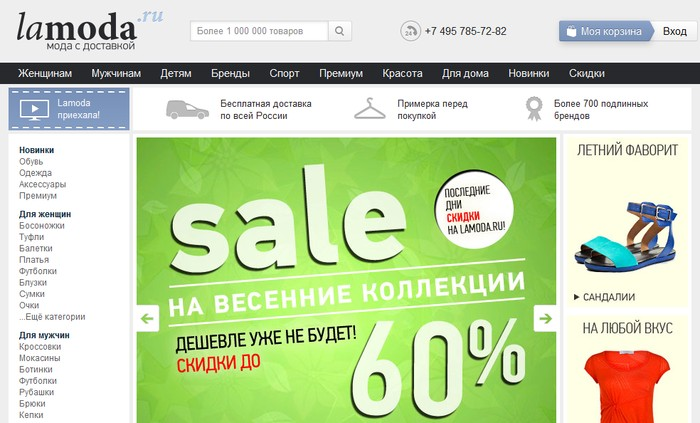 lamoda.ru
мода с доставкой
Более 1 000 000 товаров
24
+7 495 785-72-82
Моя корзина
Вход
Женщинам Мужчинам Детям Бренды Спорт Премиум Красота Для дома Новинки Скидки
Lamoda
приехала!
Бесплатная доставка
по всей России
Примерка перед
покупкой
Более 700 подлинных
брендов
Новинки
Обувь
Одежда
Аксессуары
Премиум
Для женщин
Босоножки
Туфли
Балетки
Платья
Футболки
Блузки
Сумки
Очки
...Ещё категории
Для мужчин
Кроссовки
Мокасины
Ботинки
Футболки
Рубашки
Брюки
Кепки
sale
ПОСЛЕДНИЕ
ДНИ
СКИДКИ
НА LAMODA.RU!
НА ВЕСЕННИЕ КОЛЛЕКЦИИ
ДЕШЕВЛЕ УЖЕ НЕ БУДЕТ!
СКИДКИ ДО
60%
ЛЕТНИЙ ФАВОРИТ
САНДАЛИИ
НА ЛЮБОЙ ВКУС